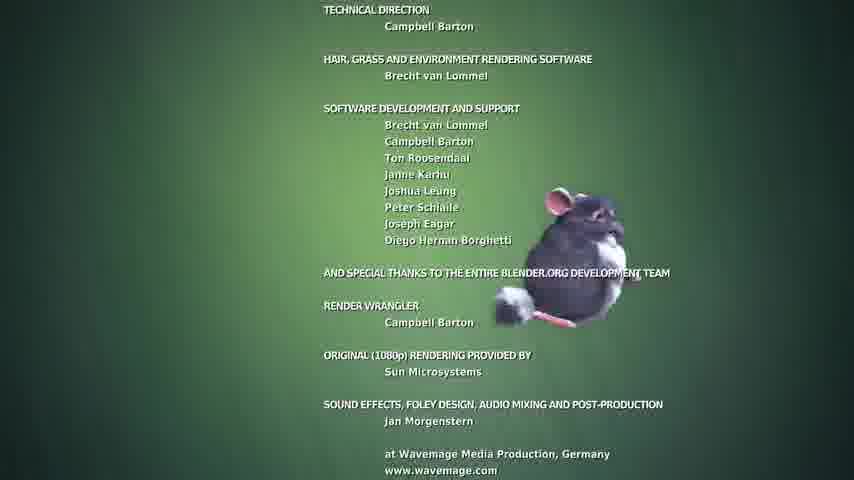 TECHNICAL DIRECTION
Campbell Barton
HAIR, GRASS AND ENVIRONMENT RENDERING SOFTWARE
Brecht van Lommel
SOFTWARE DEVELOPMENT AND SUPPORT
Brecht van Lommel
Campbell Barton
Ton Roosendaal
Janne Karhu
Joshua Leung
Peter Schlaile
Joseph Eagar
Diego Hernan Borghetti
AND SPECIAL THANKS TO THE ENTIRE BLENDER.ORG DEVELOPMENT TEAM
RENDER WRANGLER
Campbell Barton
ORIGINAL (1080p) RENDERING PROVIDED BY
Sun Microsystems
SOUND EFFECTS, FOLEY DESIGN, AUDIO MIXING AND POST-PRODUCTION
Jan Morgenstern
at Wavemage Media Production, Germany
www.wavemage.com